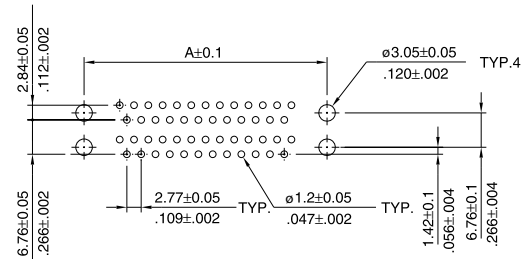 A±0.1
ø3.05±0.05
.120±.002
TYP.4
2.84±0.05
.112±.002
6.76±0.05
.266±.002
2.77±0.05
.109±.002
TYP.
ø1.2±0.05
.047±.002
TYP.
1.42±0.1
.056±.004
6.76±0.1
.266±.004